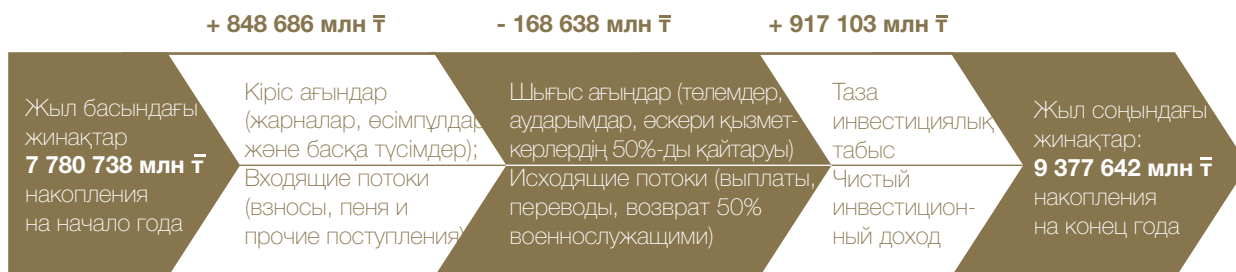 + 848 686 млн ₸
- 168 638 млн ₸
+ 917 103 млн ₸
Жыл басындағы
жинақтар
7 780 738 млн ₸
накопления
на начало года
Кіріс ағындар
(жарналар, өсімпұлдар
және басқа түсімдер);
Входящие потоки
(взносы, пеня и
прочие поступления)
Шығыс ағындар (төлемдер,
аударымдар, әскери қызмет-
керлердің 50%-ды қайтаруы)
Исходящие потоки (выплаты,
переводы, возврат 50%
военнослужащими)
Таза
инвестициялық
табыс
Чистый
инвестицион-
ный доход
Жыл соңындағы
жинақтар:
9 377 642 млн ₸
накопления
на конец года